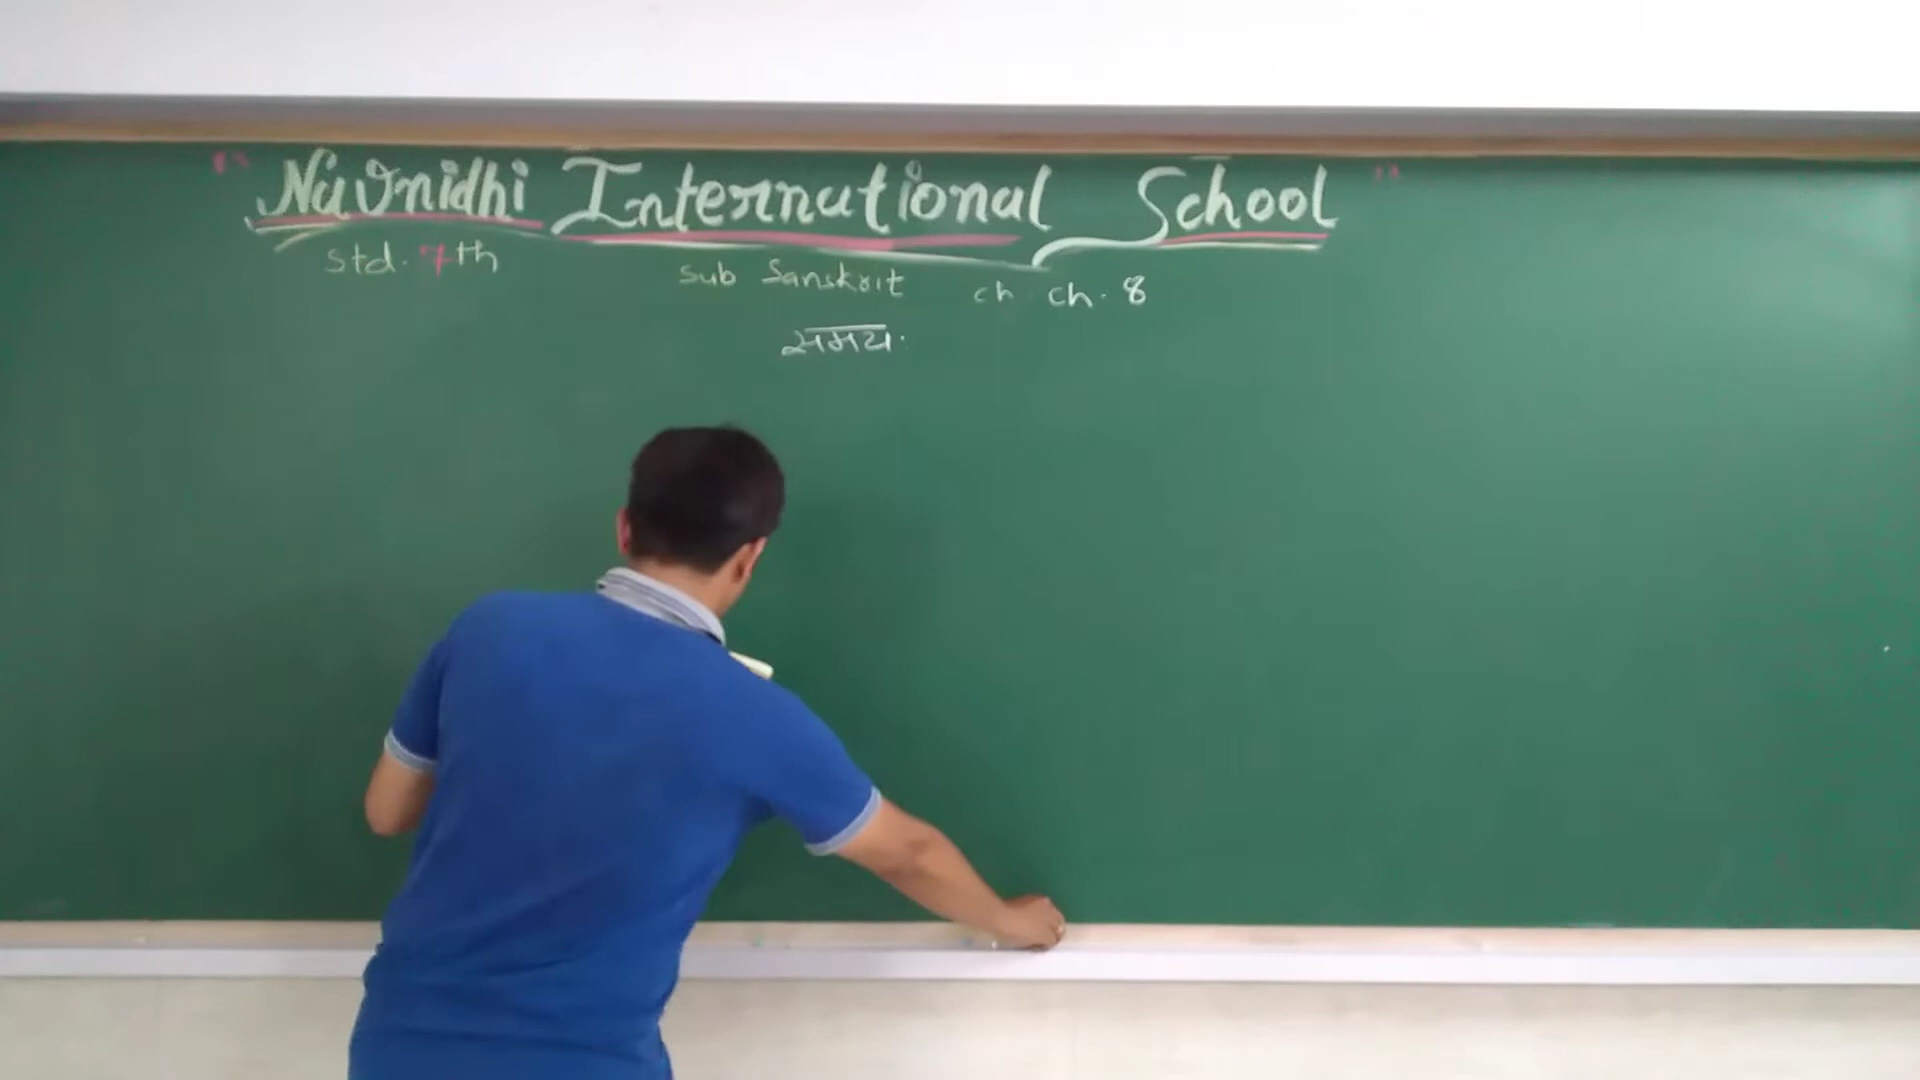 "Navnidhi International School"
std. 7th sub Sanskrit ch ch. 8
समयः